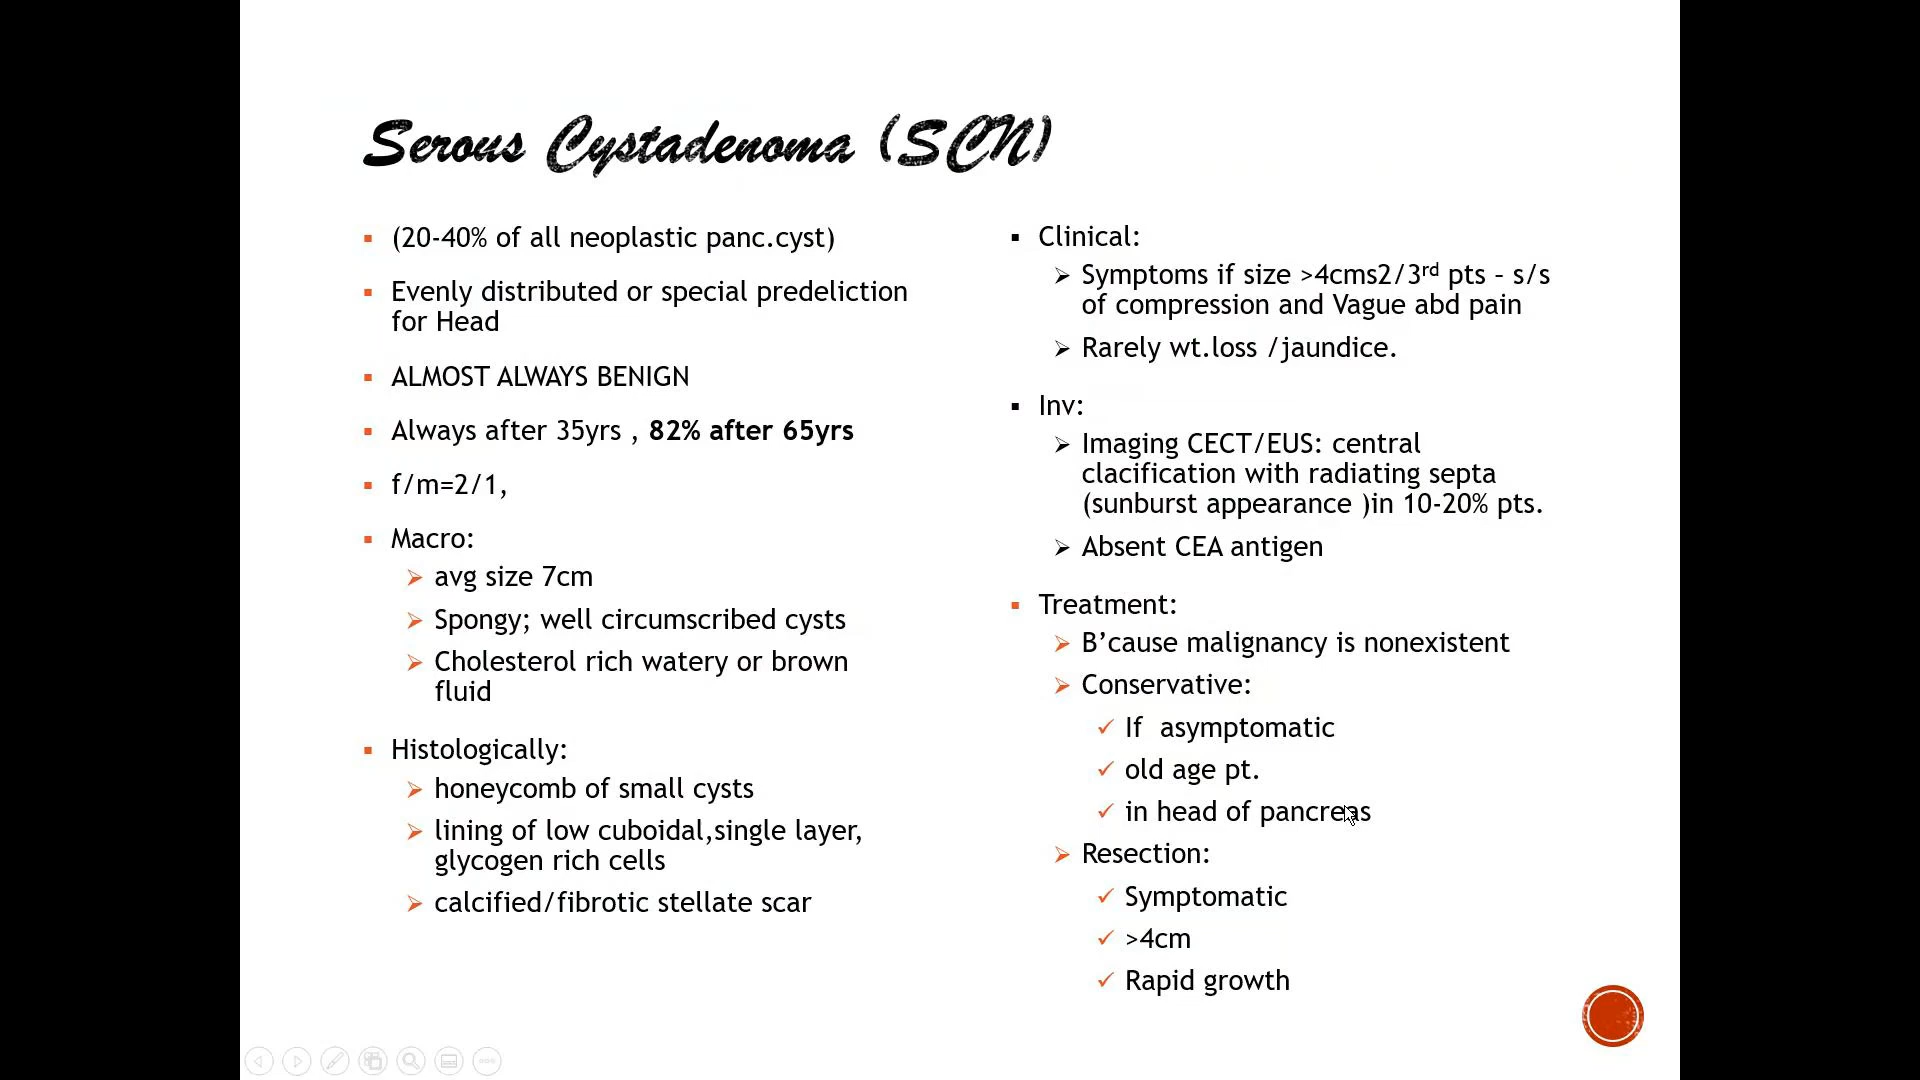 Serous Cystadenoma (SCN)
(20-40% of all neoplastic panc.cyst)
Evenly distributed or special predeliction
for Head
ALMOST ALWAYS BENIGN
Always after 35yrs , 82% after 65yrs
f/m=2/1,
Macro:
avg size 7cm
Spongy; well circumscribed cysts
Cholesterol rich watery or brown
fluid
Histologically:
honeycomb of small cysts
lining of low cuboidal,single layer,
glycogen rich cells
calcified/fibrotic stellate scar
Clinical:
Symptoms if size >4cms2/3rd pts – s/s
of compression and Vague abd pain
Rarely wt.loss /jaundice.
Inv:
Imaging CECT/EUS: central
clacification with radiating septa
(sunburst appearance )in 10-20% pts.
Absent CEA antigen
Treatment:
B’cause malignancy is nonexistent
Conservative:
If  asymptomatic
old age pt.
in head of pancreas
Resection:
Symptomatic
>4cm
Rapid growth